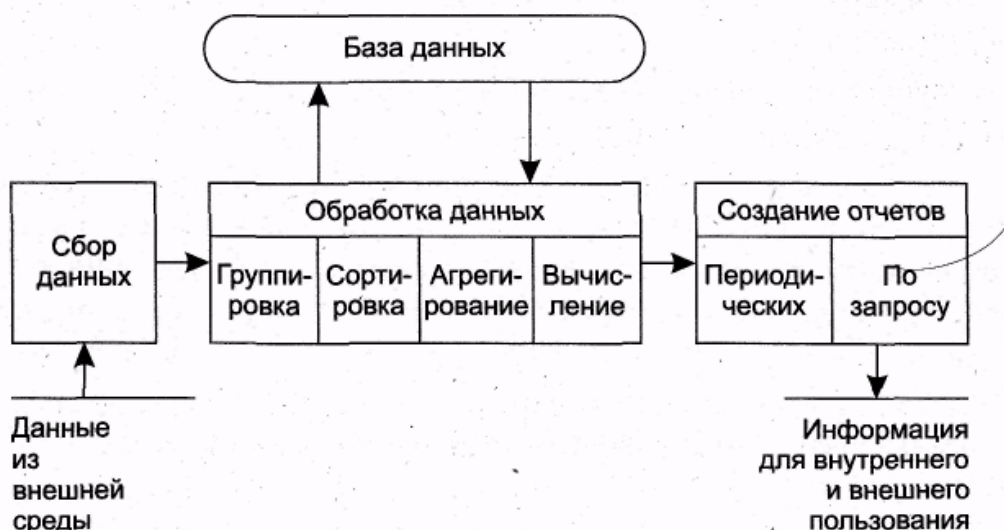 База данных
Сбор
данных
Обработка данных
Группи-
ровка
Сорти-
ровка
Агреги-
рование
Вычис-
ление
Создание отчетов
Периоди-
ческих
По
запросу
Данные
из
внешней
среды
Информация
для внутреннего
и внешнего
пользования